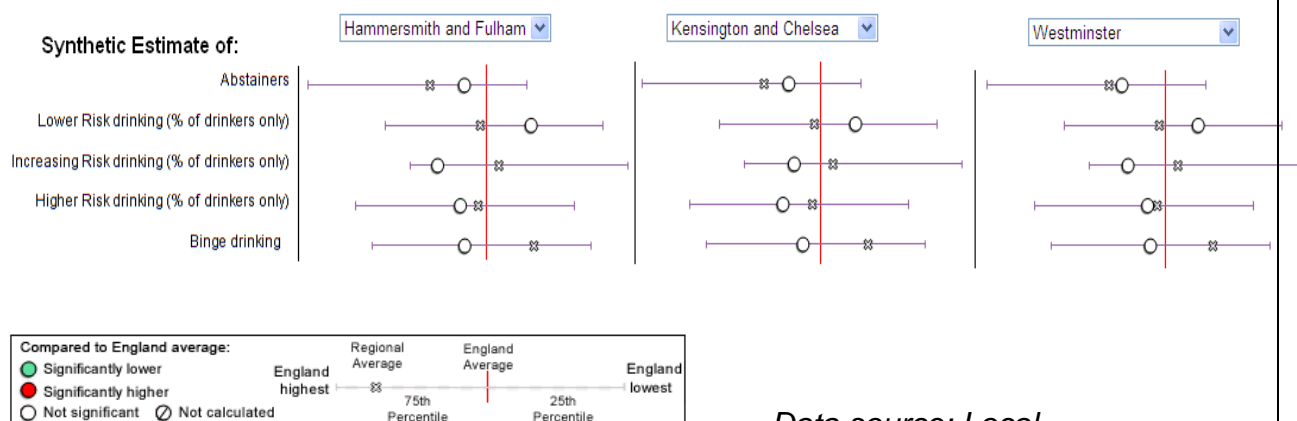 Hammersmith and Fulham
Kensington and Chelsea
Westminster
Synthetic Estimate of:
Abstainers
Lower Risk drinking (% of drinkers only)
Increasing Risk drinking (% of drinkers only)
Higher Risk drinking (% of drinkers only)
Binge drinking
Compared to England average:
Significantly lower
Significantly higher
Not significant
Not calculated
Regional
Average
England
Average
England
highest
England
lowest
75th
Percentile
25th
Percentile
Data source: Local